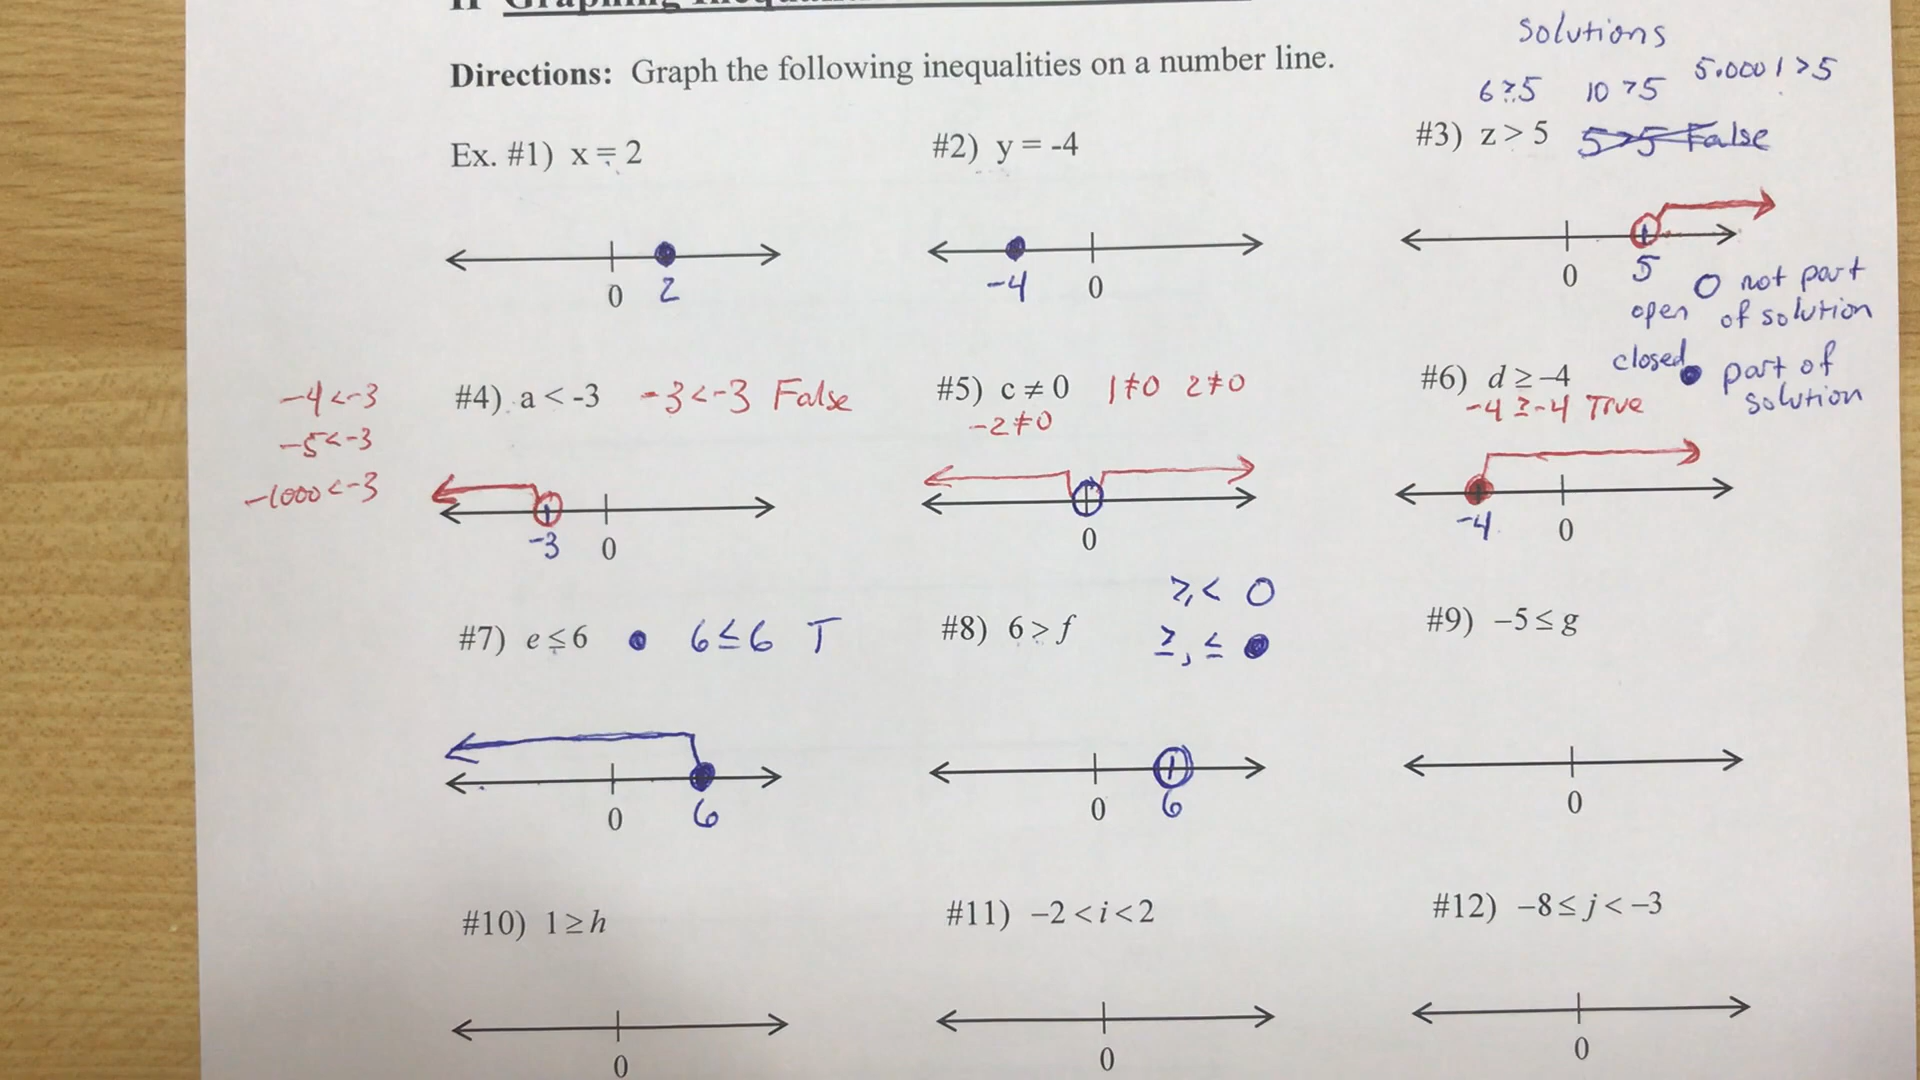 II Graphing Inequal
Directions: Graph the following inequalities on a number line.
Solutions
6>5 10>5 5.0001>5
Ex. #1) x = 2
#2) y = -4
#3) z > 5 5>5 False
0 2
-4 0
0 5
open O not part of solution
closed ● part of solution
-4<-3
-5<-3
-1000<-3
#4) a < -3 -3<-3 False
#5) c ≠ 0 1≠0 2≠0
-2≠0
#6) d ≥ -4
-4≥-4 True
-3 0
0
-4 0
#7) e ≤ 6 ● 6≤6 T
#8) 6 > f
>,< O
≥,≤ ●
#9) -5 ≤ g
0 6
0 6
0
#10) 1 ≥ h
#11) -2 < i < 2
#12) -8 ≤ j < -3
0
0
0